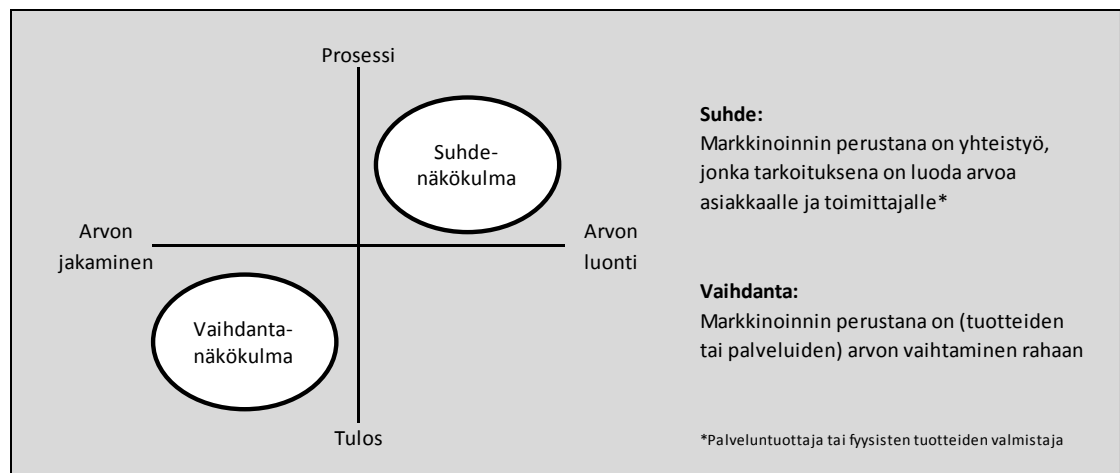 Prosessi
Suhde-
näkökulma
Arvon
jakaminen
Arvon
luonti
Vaihdanta-
näkökulma
Tulos
Suhde:
Markkinoinnin perustana on yhteistyö,
jonka tarkoituksena on luoda arvoa
asiakkaalle ja toimittajalle*
Vaihdanta:
Markkinoinnin perustana on (tuotteiden
tai palveluiden) arvon vaihtaminen rahaan
*Palveluntuottaja tai fyysisten tuotteiden valmistaja